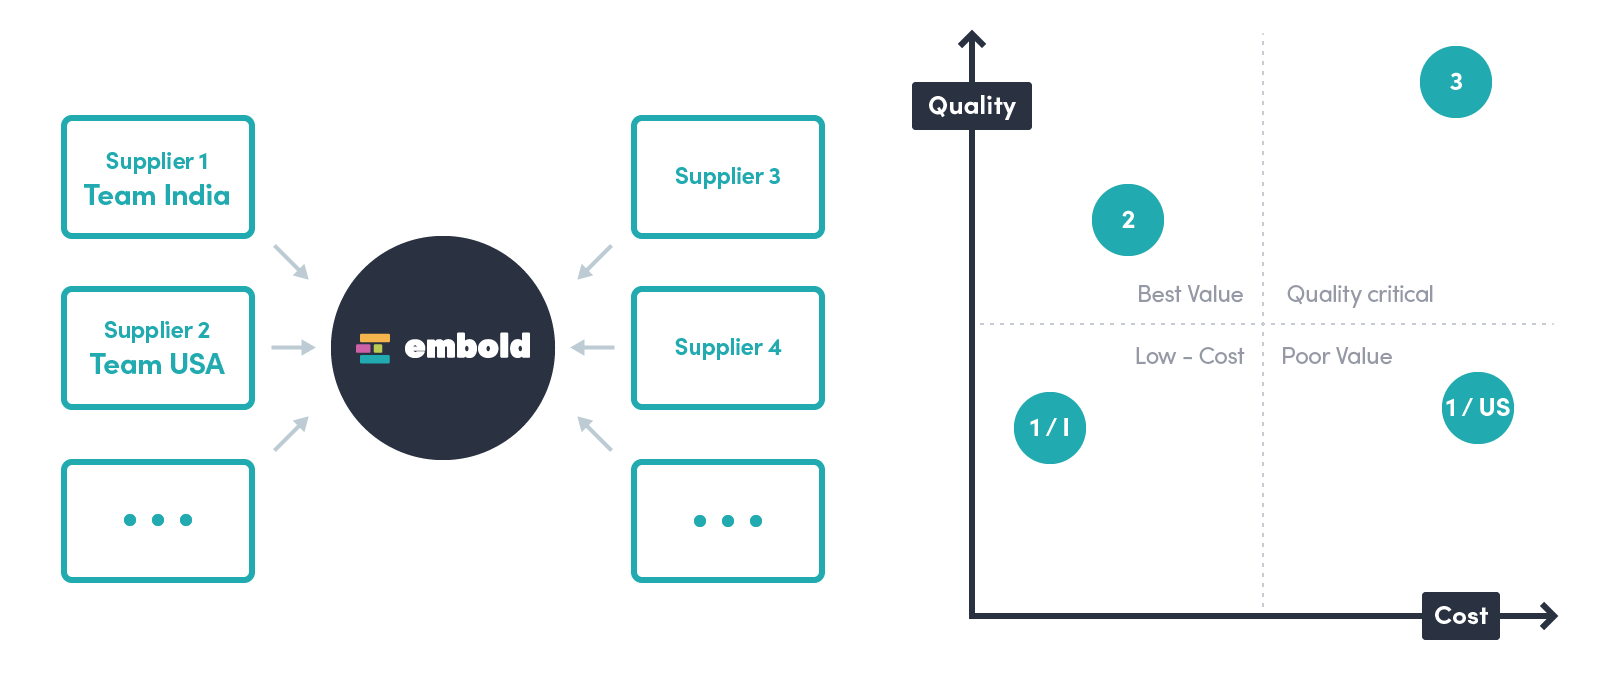 Supplier 1
Team India
Supplier 2
Team USA
embold
Supplier 3
Supplier 4
Quality
3
2
Best Value
Quality critical
Low - Cost
Poor Value
1 / I
1 / US
Cost